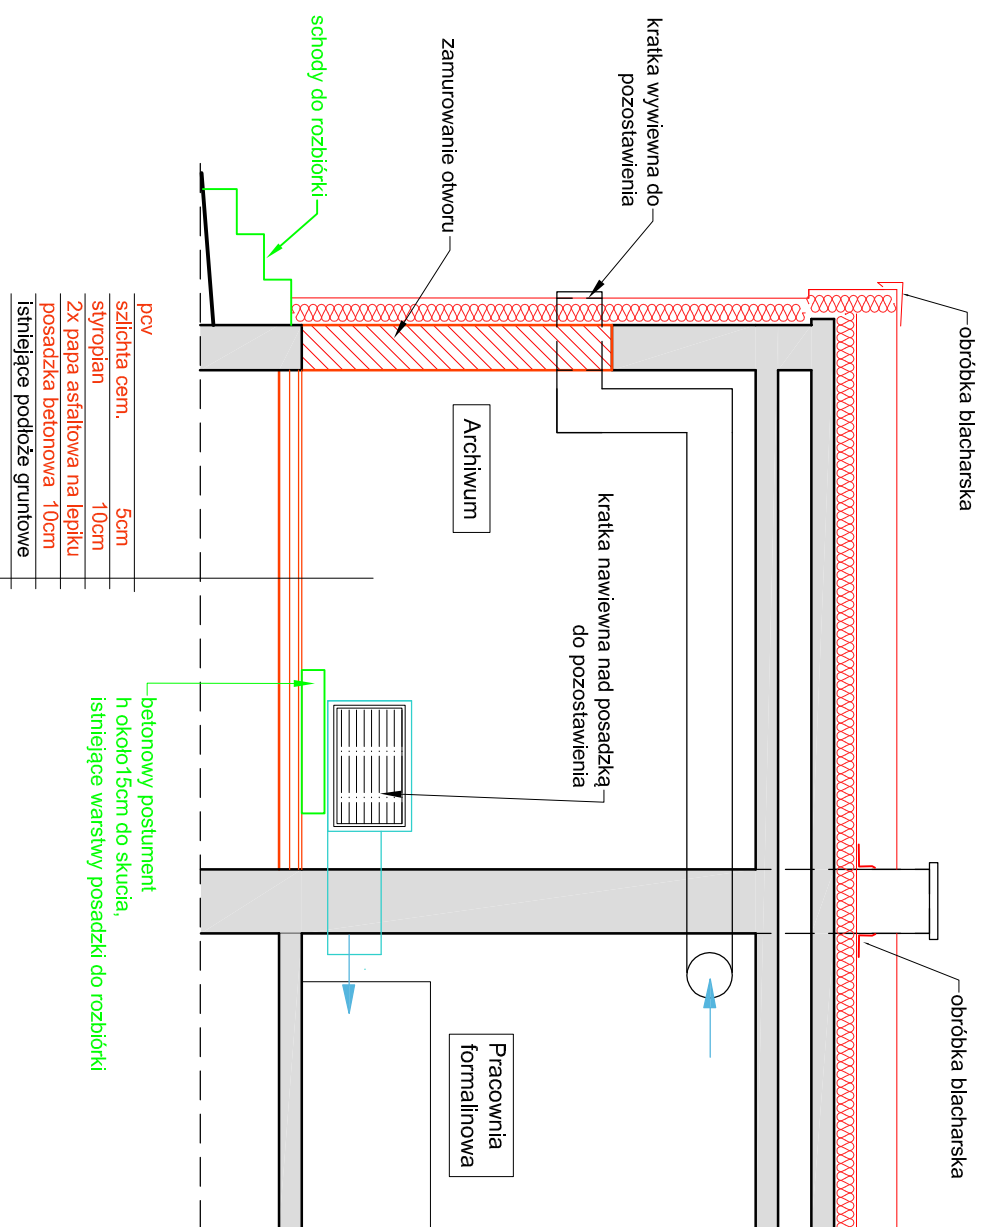 obróbka blacharska
obróbka blacharska
kratka wywiewna do
pozostawienia
kratka nawiewna nad posadzką
do pozostawienia
zamurowanie otworu
Archiwum
Pracownia
formalinowa
schody do rozbiórki
betonowy postument
h około15cm do skucia,
istniejące warstwy posadzki do rozbiórki
pcv
szlichta cem. 5cm
styropian 10cm
2x papa asfaltowa na lepiku
posadzka betonowa 10cm
istniejące podłoże gruntowe